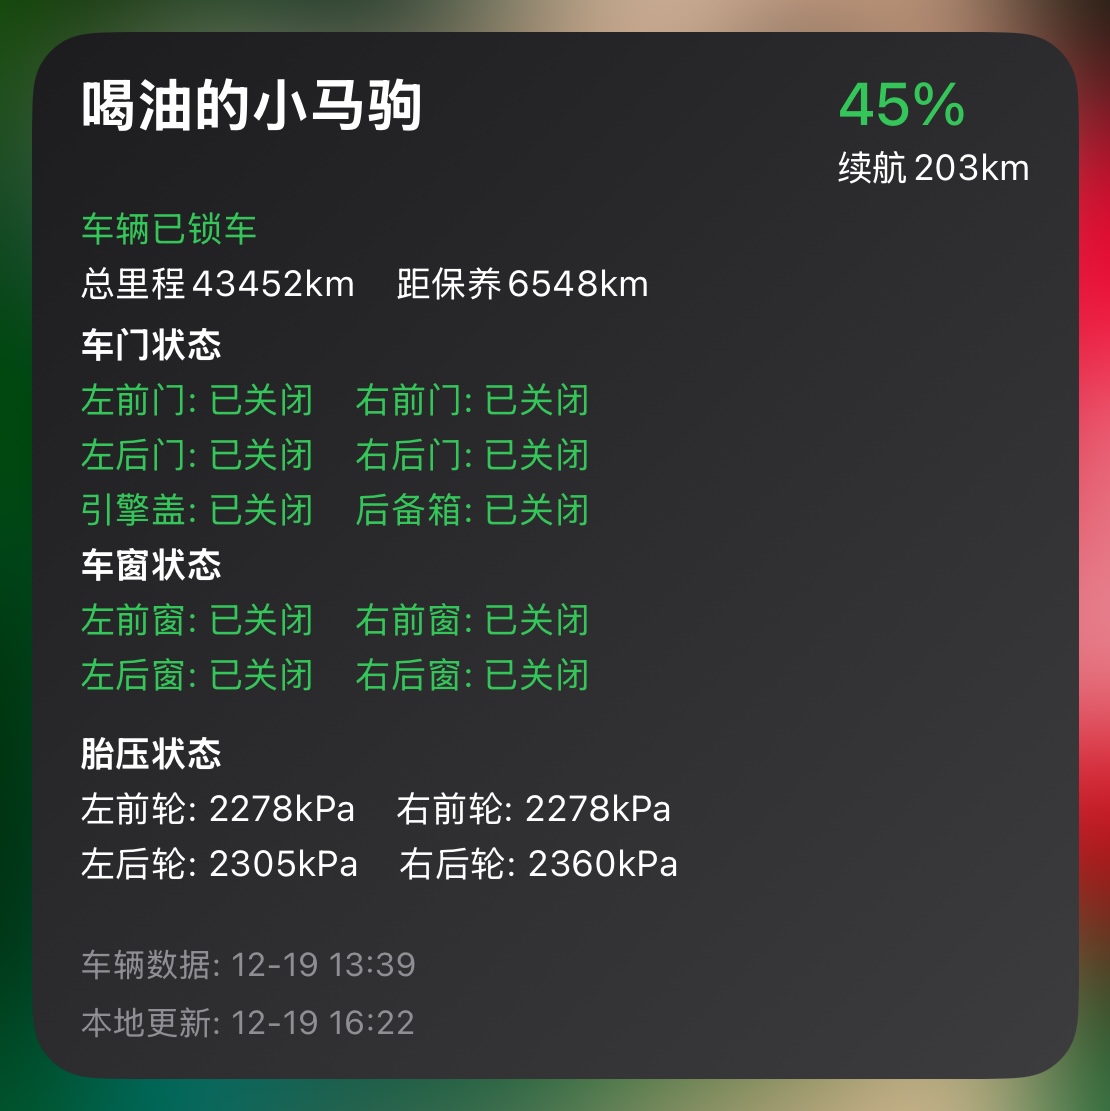 喝油的小马驹
45%
续航 203km
车辆已锁车
总里程 43452km 距保养 6548km
车门状态
左前门: 已关闭 右前门: 已关闭
左后门: 已关闭 右后门: 已关闭
引擎盖: 已关闭 后备箱: 已关闭
车窗状态
左前窗: 已关闭 右前窗: 已关闭
左后窗: 已关闭 右后窗: 已关闭
胎压状态
左前轮: 2278kPa 右前轮: 2278kPa
左后轮: 2305kPa 右后轮: 2360kPa
车辆数据: 12-19 13:39
本地更新: 12-19 16:22